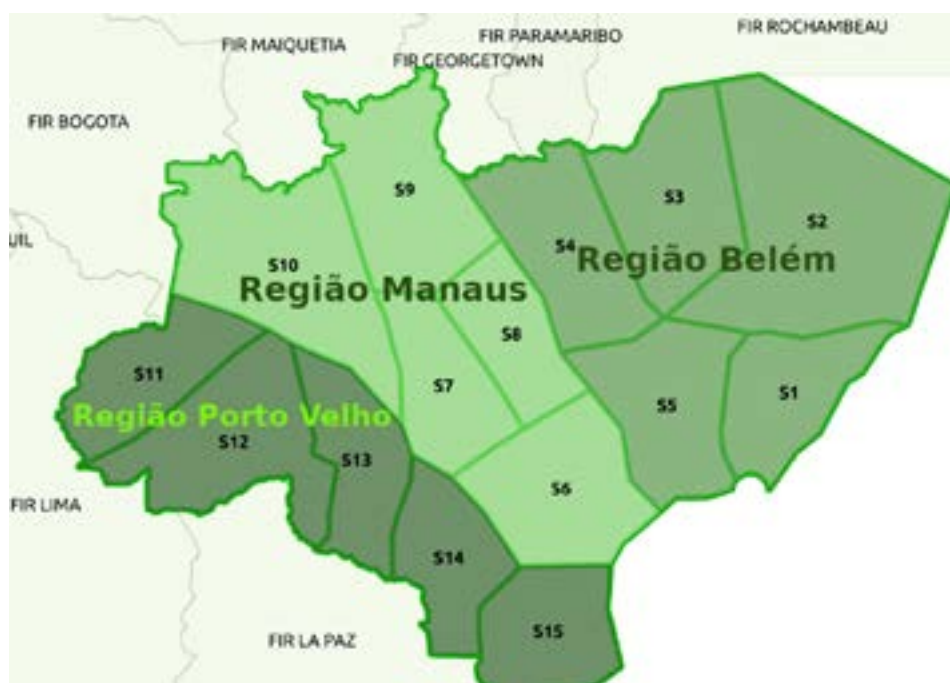 FIR ROCHAMBEAU
FIR PARAMARIBO
FIR MAIQUETIA
FIR GEORGETOWN
FIR BOGOTA
S9
S3
S2
S4
UIL
S10
Região Belém
Região Manaus
S8
S11
S7
S1
S5
Região Porto Velho
S12
S13
S6
FIR LIMA
S14
FIR LA PAZ
S15